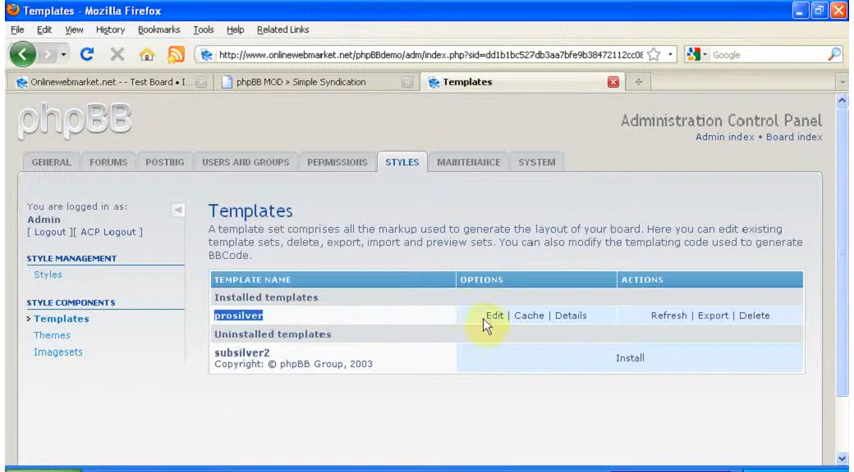 Templates - Mozilla Firefox
File Edit View History Bookmarks Tools Help Related Links
http://www.onlinewebmarket.net/phpBBdemo/adm/index.php?sid=dd1b1bc527db3aa7bfe9b38472112cc08
Google
Onlinewebmarket.net - - Test Board • I...
phpBB MOD » Simple Syndication
Templates
phpBB
Administration Control Panel
Admin index • Board index
GENERAL FORUMS POSTING USERS AND GROUPS PERMISSIONS STYLES MAINTENANCE SYSTEM
You are logged in as:
Admin
[ Logout ][ ACP Logout ]
STYLE MANAGEMENT
Styles
STYLE COMPONENTS
Templates
Themes
Imagesets
Templates
A template set comprises all the markup used to generate the layout of your board. Here you can edit existing
template sets, delete, export, import and preview sets. You can also modify the templating code used to generate
BBCode.
TEMPLATE NAME OPTIONS ACTIONS
Installed templates
prosilver Edit | Cache | Details Refresh | Export | Delete
Uninstalled templates
subsilver2
Copyright: © phpBB Group, 2003
Install